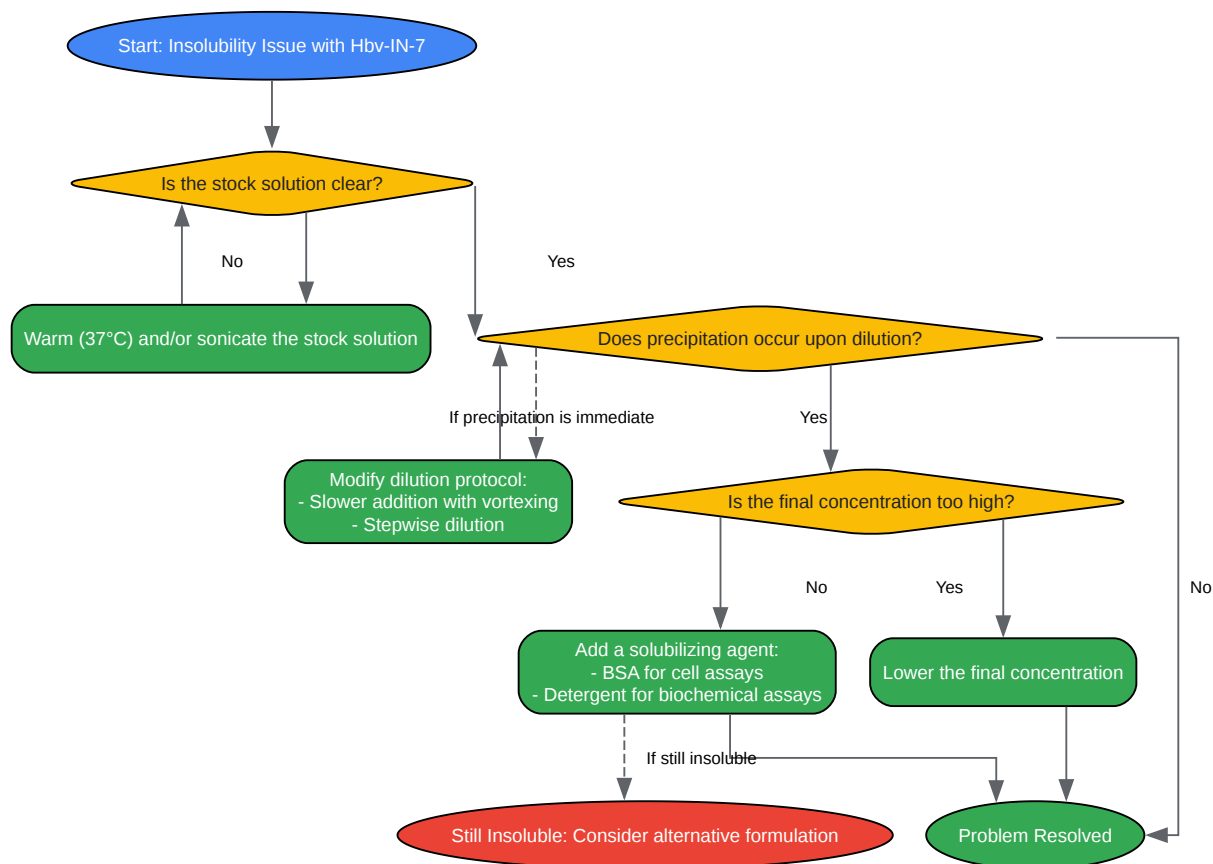 Start: Insolubility Issue with Hbv-IN-7
Is the stock solution clear?
No
Yes
Warm (37°C) and/or sonicate the stock solution
Does precipitation occur upon dilution?
If precipitation is immediate
Yes
Modify dilution protocol:
- Slower addition with vortexing
- Stepwise dilution
Is the final concentration too high?
No
Yes
No
Add a solubilizing agent:
- BSA for cell assays
- Detergent for biochemical assays
Lower the final concentration
If still insoluble
Still Insoluble: Consider alternative formulation
Problem Resolved